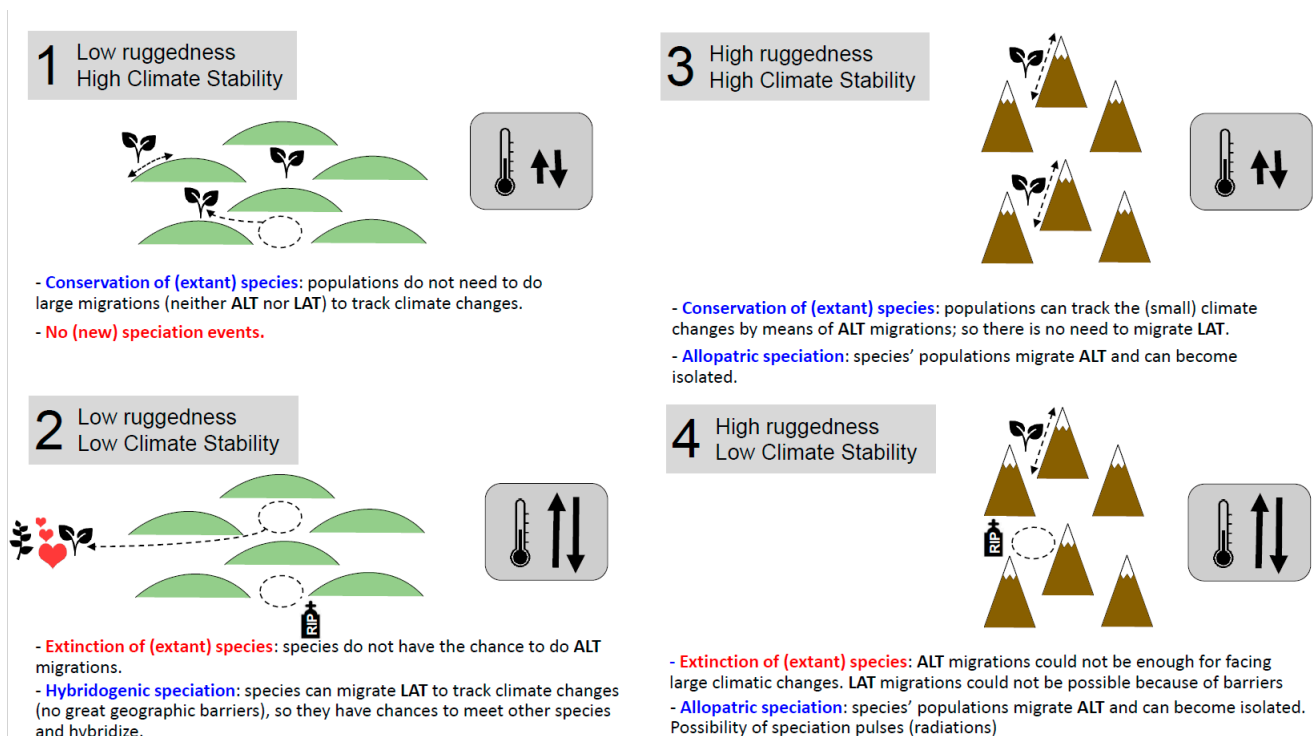 1
Low ruggedness
High Climate Stability
- Conservation of (extant) species: populations do not need to do
large migrations (neither ALT nor LAT) to track climate changes.
- No (new) speciation events.
2
Low ruggedness
Low Climate Stability
RIP
- Extinction of (extant) species: species do not have the chance to do ALT
migrations.
- Hybridogenic speciation: species can migrate LAT to track climate changes
(no great geographic barriers), so they have chances to meet other species
and hybridize.
3
High ruggedness
High Climate Stability
- Conservation of (extant) species: populations can track the (small) climate
changes by means of ALT migrations; so there is no need to migrate LAT.
- Allopatric speciation: species’ populations migrate ALT and can become
isolated.
4
High ruggedness
Low Climate Stability
RIP
- Extinction of (extant) species: ALT migrations could not be enough for facing
large climatic changes. LAT migrations could not be possible because of barriers
- Allopatric speciation: species’ populations migrate ALT and can become isolated.
Possibility of speciation pulses (radiations)